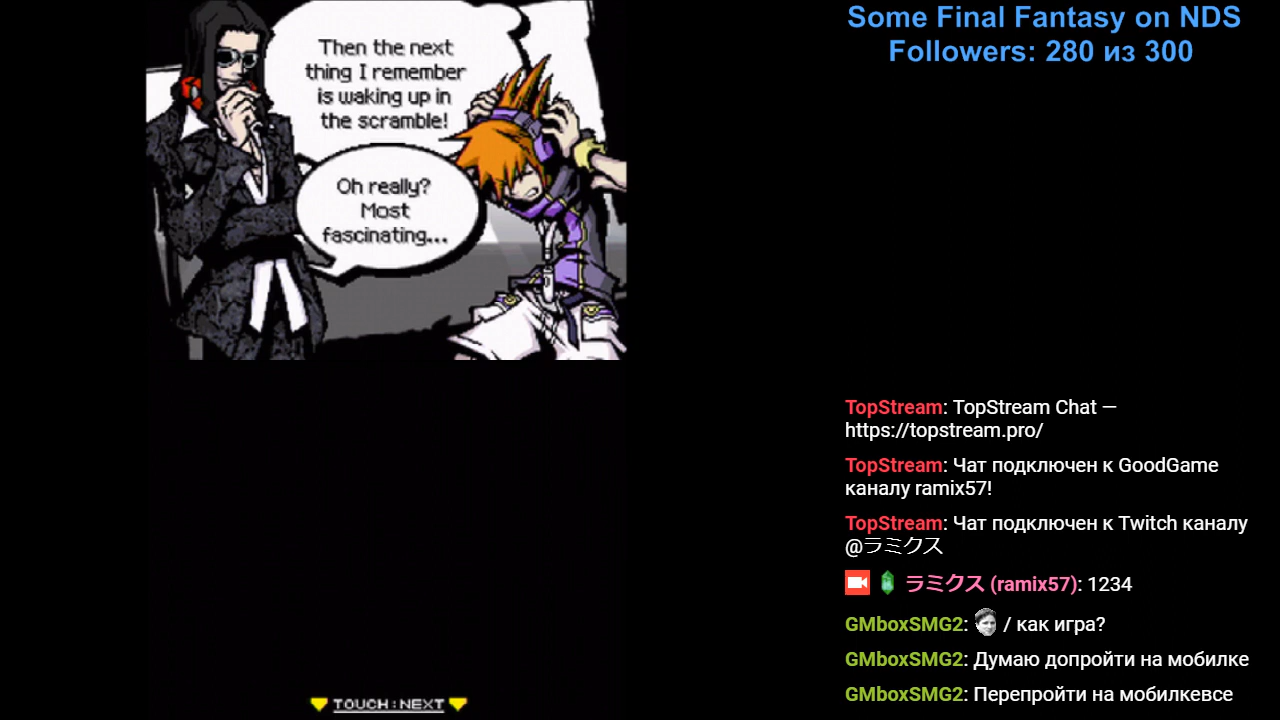 Then the next
thing I remember
is waking up in
the scramble!
Oh really?
Most
fascinating...
TOUCH:NEXT
Some Final Fantasy on NDS
Followers: 280 из 300
TopStream: TopStream Chat —
https://topstream.pro/
TopStream: Чат подключен к GoodGame
каналу ramix57!
TopStream: Чат подключен к Twitch каналу
@ラミクス
ラミクス (ramix57): 1234
GMboxSMG2: / как игра?
GMboxSMG2: Думаю допройти на мобилке
GMboxSMG2: Перепройти на мобилкевсе